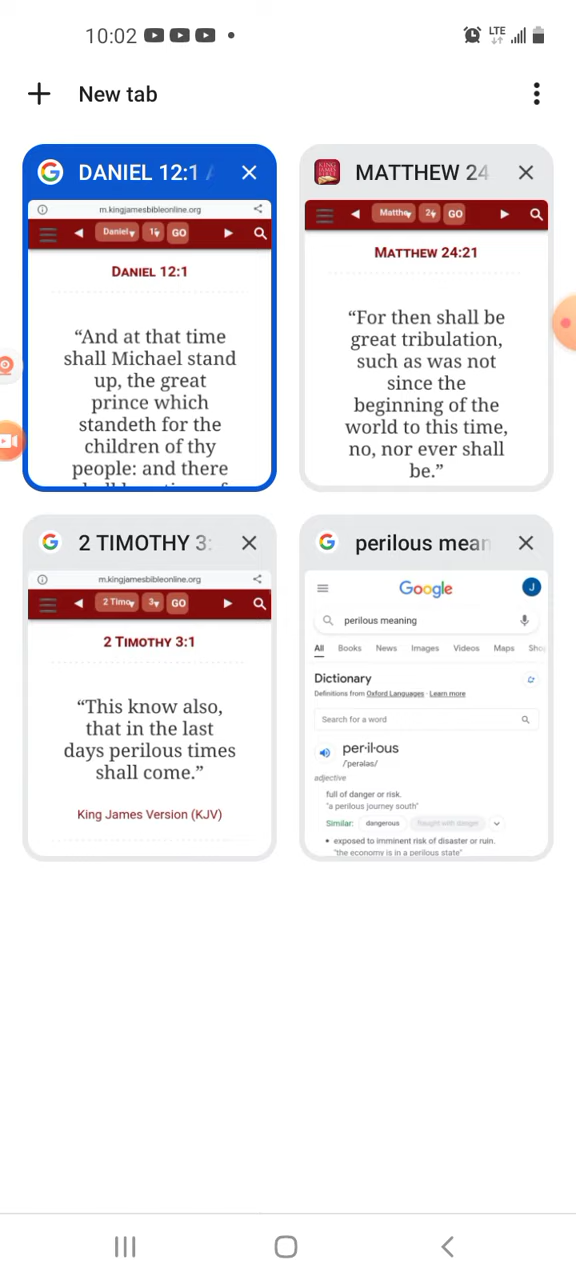 10:02
LTE
New tab
DANIEL 12:1
MATTHEW 24
m.kingjamesbibleonline.org
Daniel
GO
DANIEL 12:1
“And at that time
shall Michael stand
up, the great
prince which
standeth for the
children of thy
people: and there
GO
MATTHEW 24:21
“For then shall be
great tribulation,
such as was not
since the
beginning of the
world to this time,
no, nor ever shall
be.”
2 TIMOTHY 3:
perilous mean
m.kingjamesbibleonline.org
2 Timo
GO
2 TIMOTHY 3:1
“This know also,
that in the last
days perilous times
shall come.”
King James Version (KJV)
Google
J
perilous meaning
All Books News Images Videos Maps
Dictionary
Definitions from Oxford Languages · Learn more
Search for a word
per·il·ous
/ˈperələs/
adjective
full of danger or risk.
"a perilous journey south"
Similar: dangerous fraught with danger
• exposed to imminent risk of disaster or ruin.
"the economy is in a perilous state"